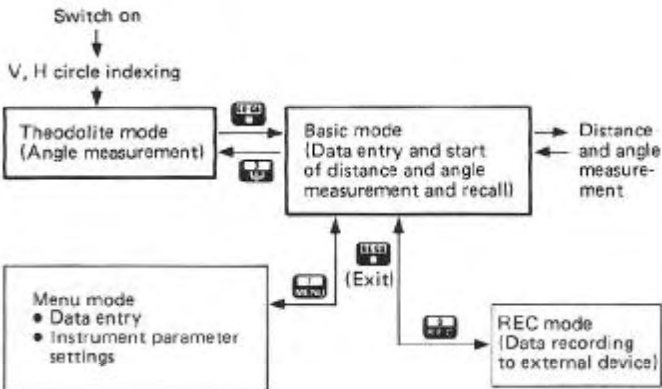 Switch on
V, H circle indexing
Theodolite mode
(Angle measurement)
Basic mode
(Data entry and start
of distance and angle
measurement and recall)
Distance
and angle
measure-
ment
(Exit)
Menu mode
● Data entry
● Instrument parameter
settings
1
MENU
REC mode
(Data recording
to external device)